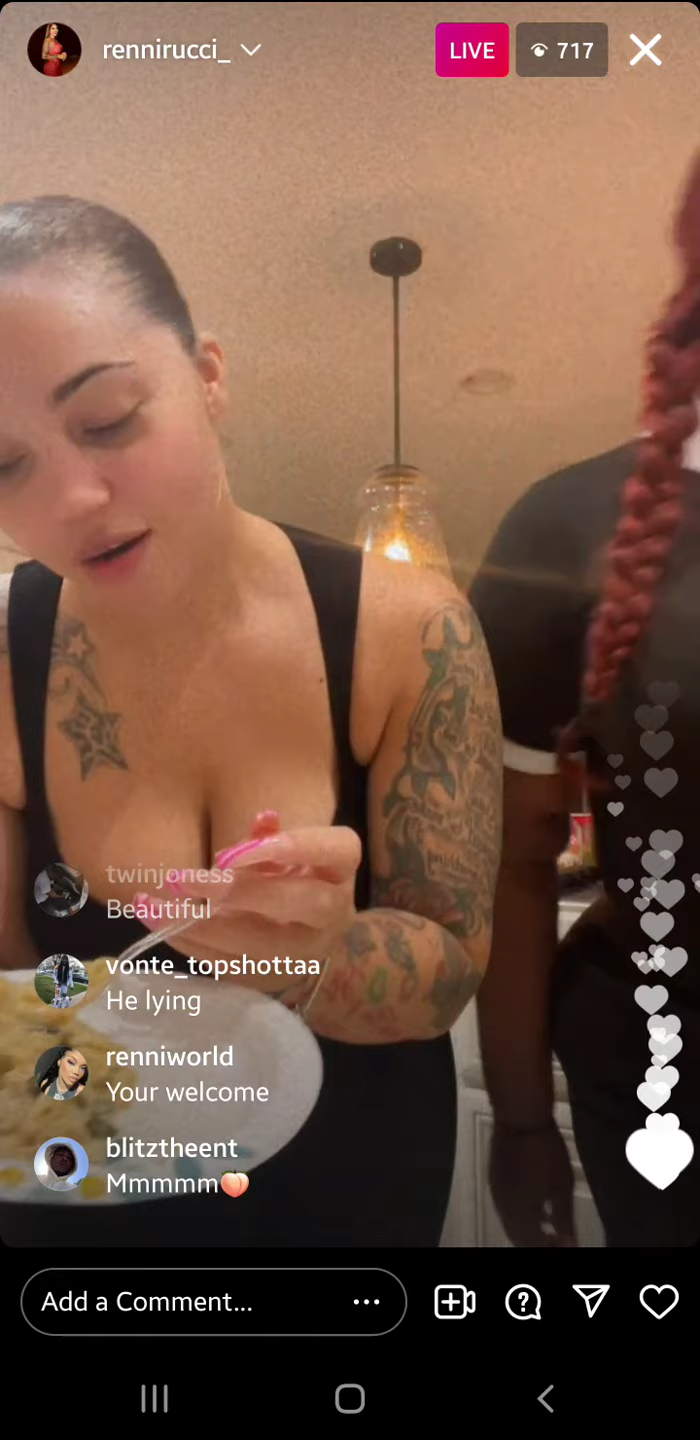 rennirucci_
LIVE
717
twinjoness
Beautiful
vonte_topshottaa
He lying
renniworld
Your welcome
blitztheent
Mmmmm🍑
Add a Comment...